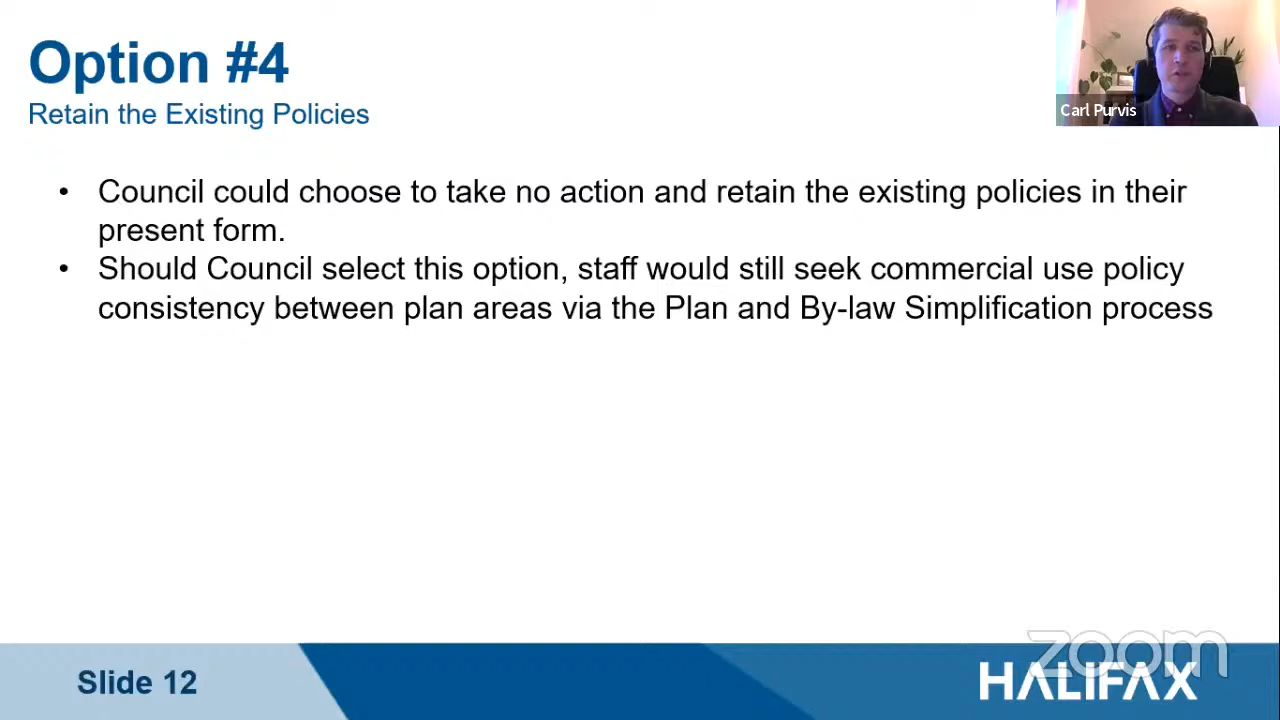 Option #4
Retain the Existing Policies
Carl Purvis
• Council could choose to take no action and retain the existing policies in their
present form.
• Should Council select this option, staff would still seek commercial use policy
consistency between plan areas via the Plan and By-law Simplification process
zoom
Slide 12
HALIFAX